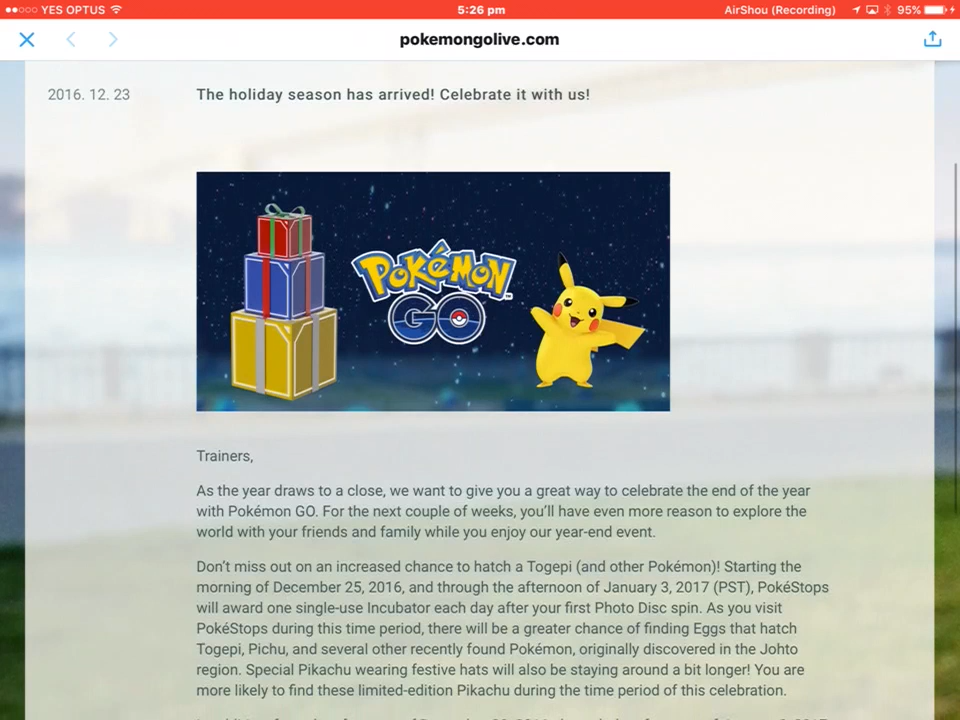 YES OPTUS 5:26 pm AirShou (Recording) 95%
pokemongolive.com
2016. 12. 23 The holiday season has arrived! Celebrate it with us!
POKéMON
GO
Trainers,
As the year draws to a close, we want to give you a great way to celebrate the end of the year
with Pokémon GO. For the next couple of weeks, you’ll have even more reason to explore the
world with your friends and family while you enjoy our year-end event.
Don’t miss out on an increased chance to hatch a Togepi (and other Pokémon)! Starting the
morning of December 25, 2016, and through the afternoon of January 3, 2017 (PST), PokéStops
will award one single-use Incubator each day after your first Photo Disc spin. As you visit
PokéStops during this time period, there will be a greater chance of finding Eggs that hatch
Togepi, Pichu, and several other recently found Pokémon, originally discovered in the Johto
region. Special Pikachu wearing festive hats will also be staying around a bit longer! You are
more likely to find these limited-edition Pikachu during the time period of this celebration.